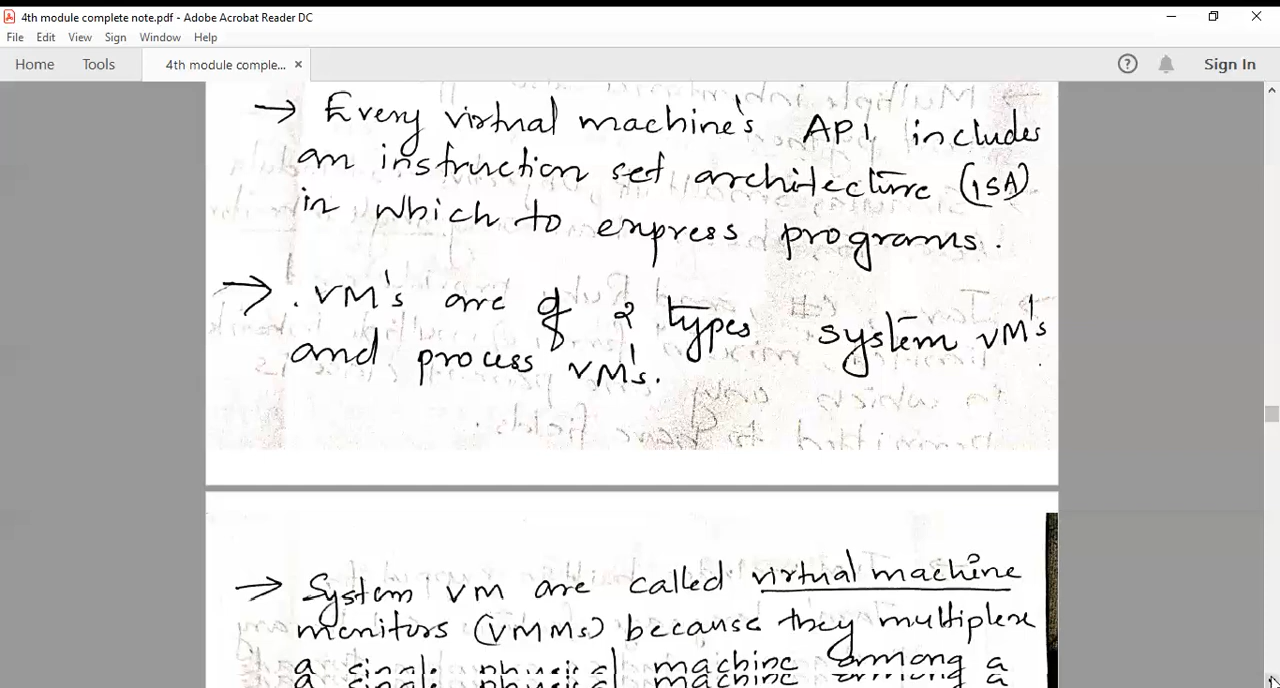 4th module complete note.pdf - Adobe Acrobat Reader DC
File Edit View Sign Window Help
Home Tools 4th module comple... × Sign In
→ Every virtual machine's API includes
an instruction set architecture (ISA)
in which to express programs.
→ . VM's are of 2 types system VM's
and process VM's.
→ System VM are called virtual machine
monitors (VMMs) because they multiplex
a single physical machine among a